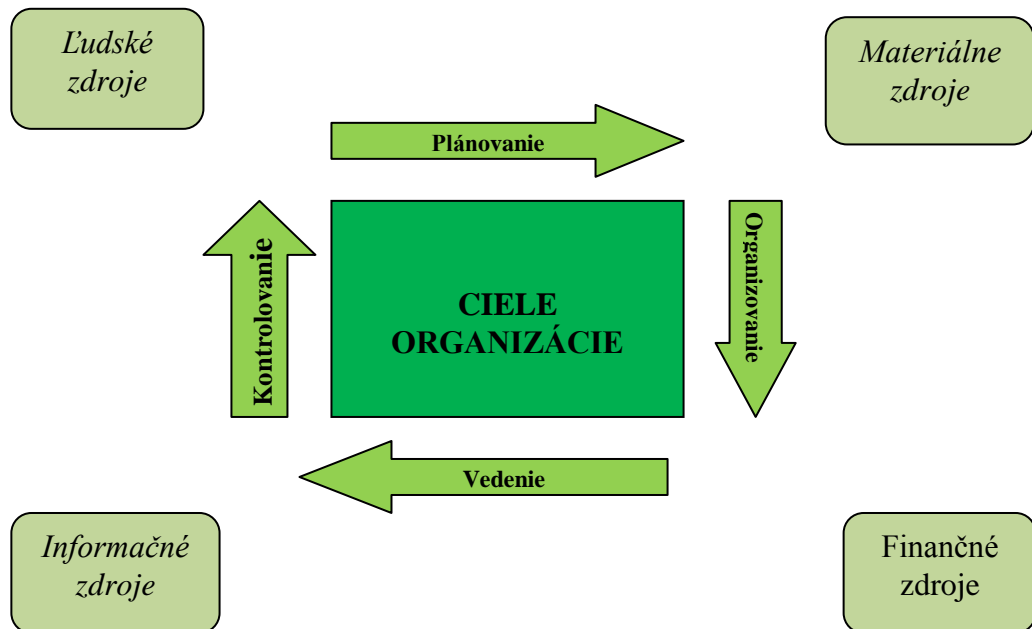 Ľudské
zdroje
Materiálne
zdroje
Plánovanie
Kontrolovanie
CIELE
ORGANIZÁCIE
Organizovanie
Vedenie
Informačné
zdroje
Finančné
zdroje